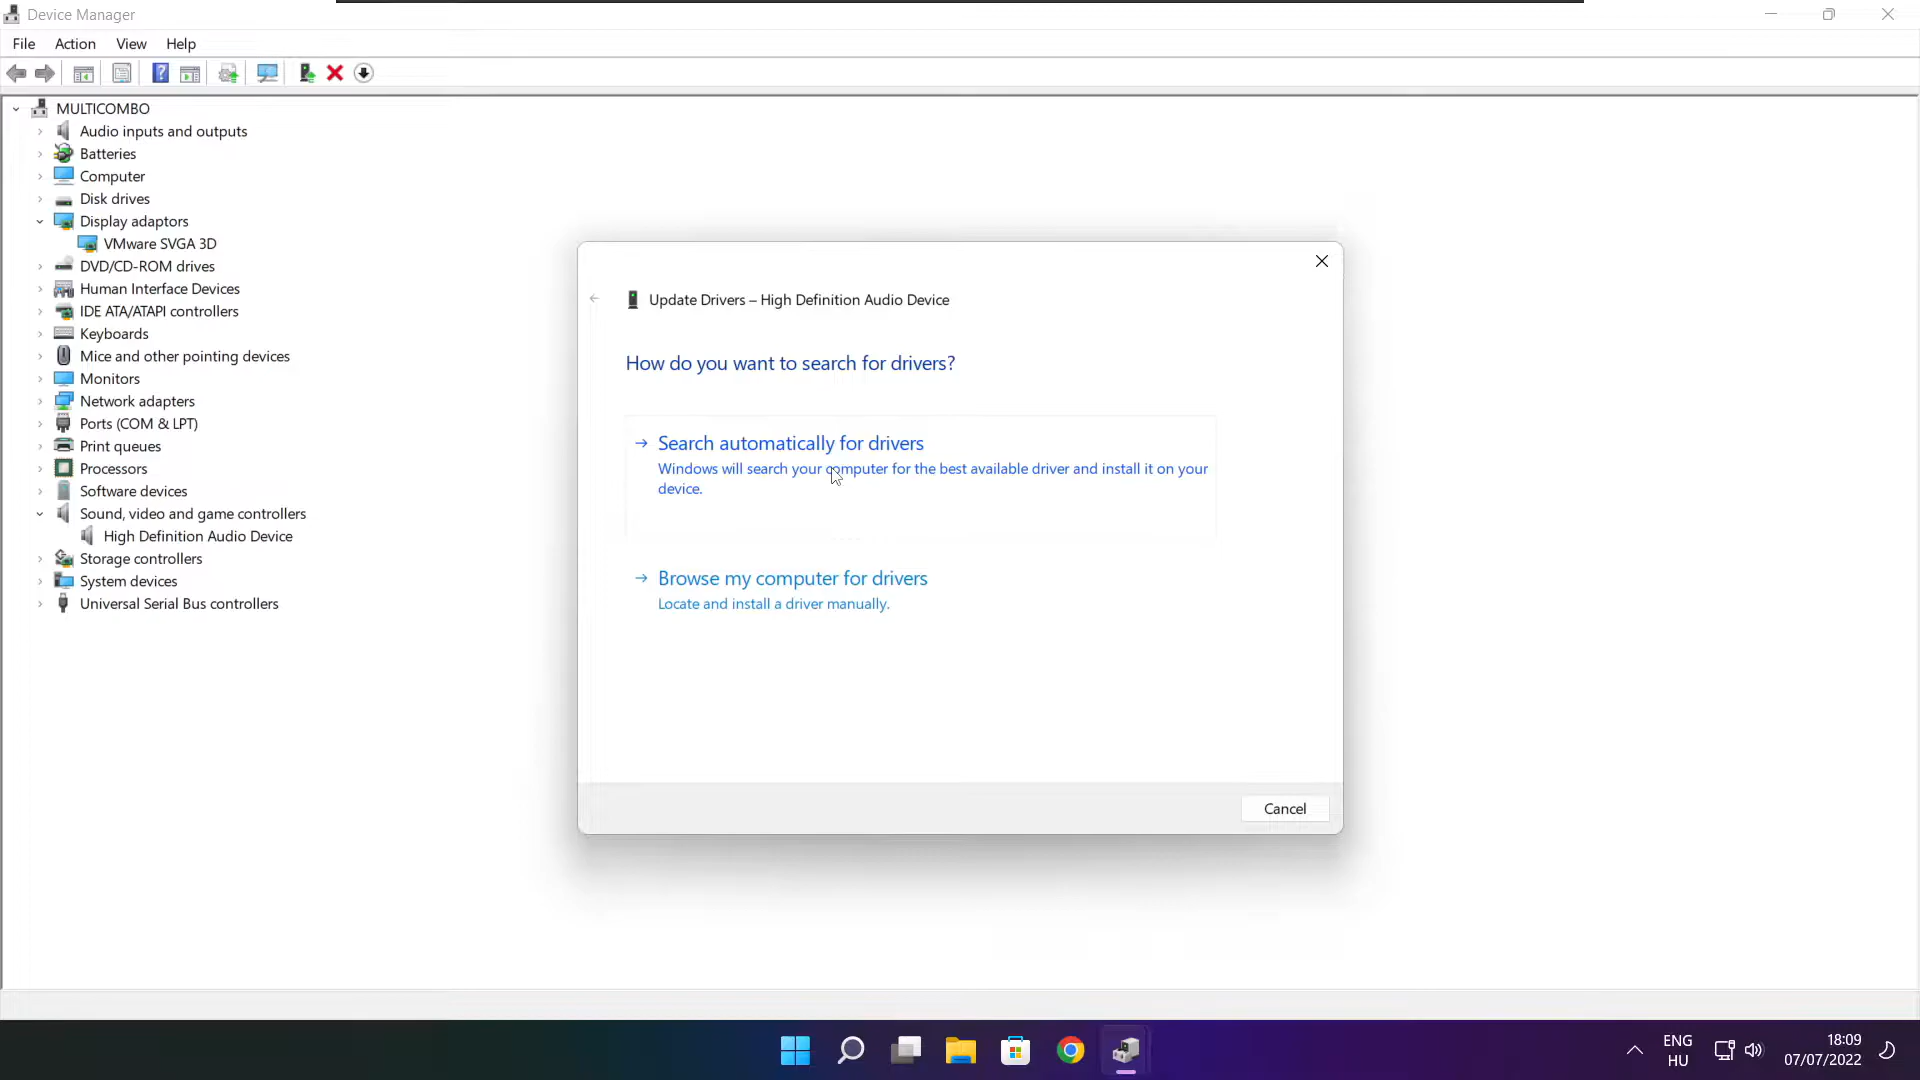 Device Manager
File Action View Help
MULTICOMBO
Audio inputs and outputs
Batteries
Computer
Disk drives
Display adaptors
VMware SVGA 3D
DVD/CD-ROM drives
Human Interface Devices
IDE ATA/ATAPI controllers
Keyboards
Mice and other pointing devices
Monitors
Network adapters
Ports (COM & LPT)
Print queues
Processors
Software devices
Sound, video and game controllers
High Definition Audio Device
Storage controllers
System devices
Universal Serial Bus controllers
Update Drivers – High Definition Audio Device
How do you want to search for drivers?
Search automatically for drivers
Windows will search your computer for the best available driver and install it on your
device.
Browse my computer for drivers
Locate and install a driver manually.
Cancel
ENG
HU
18:09
07/07/2022